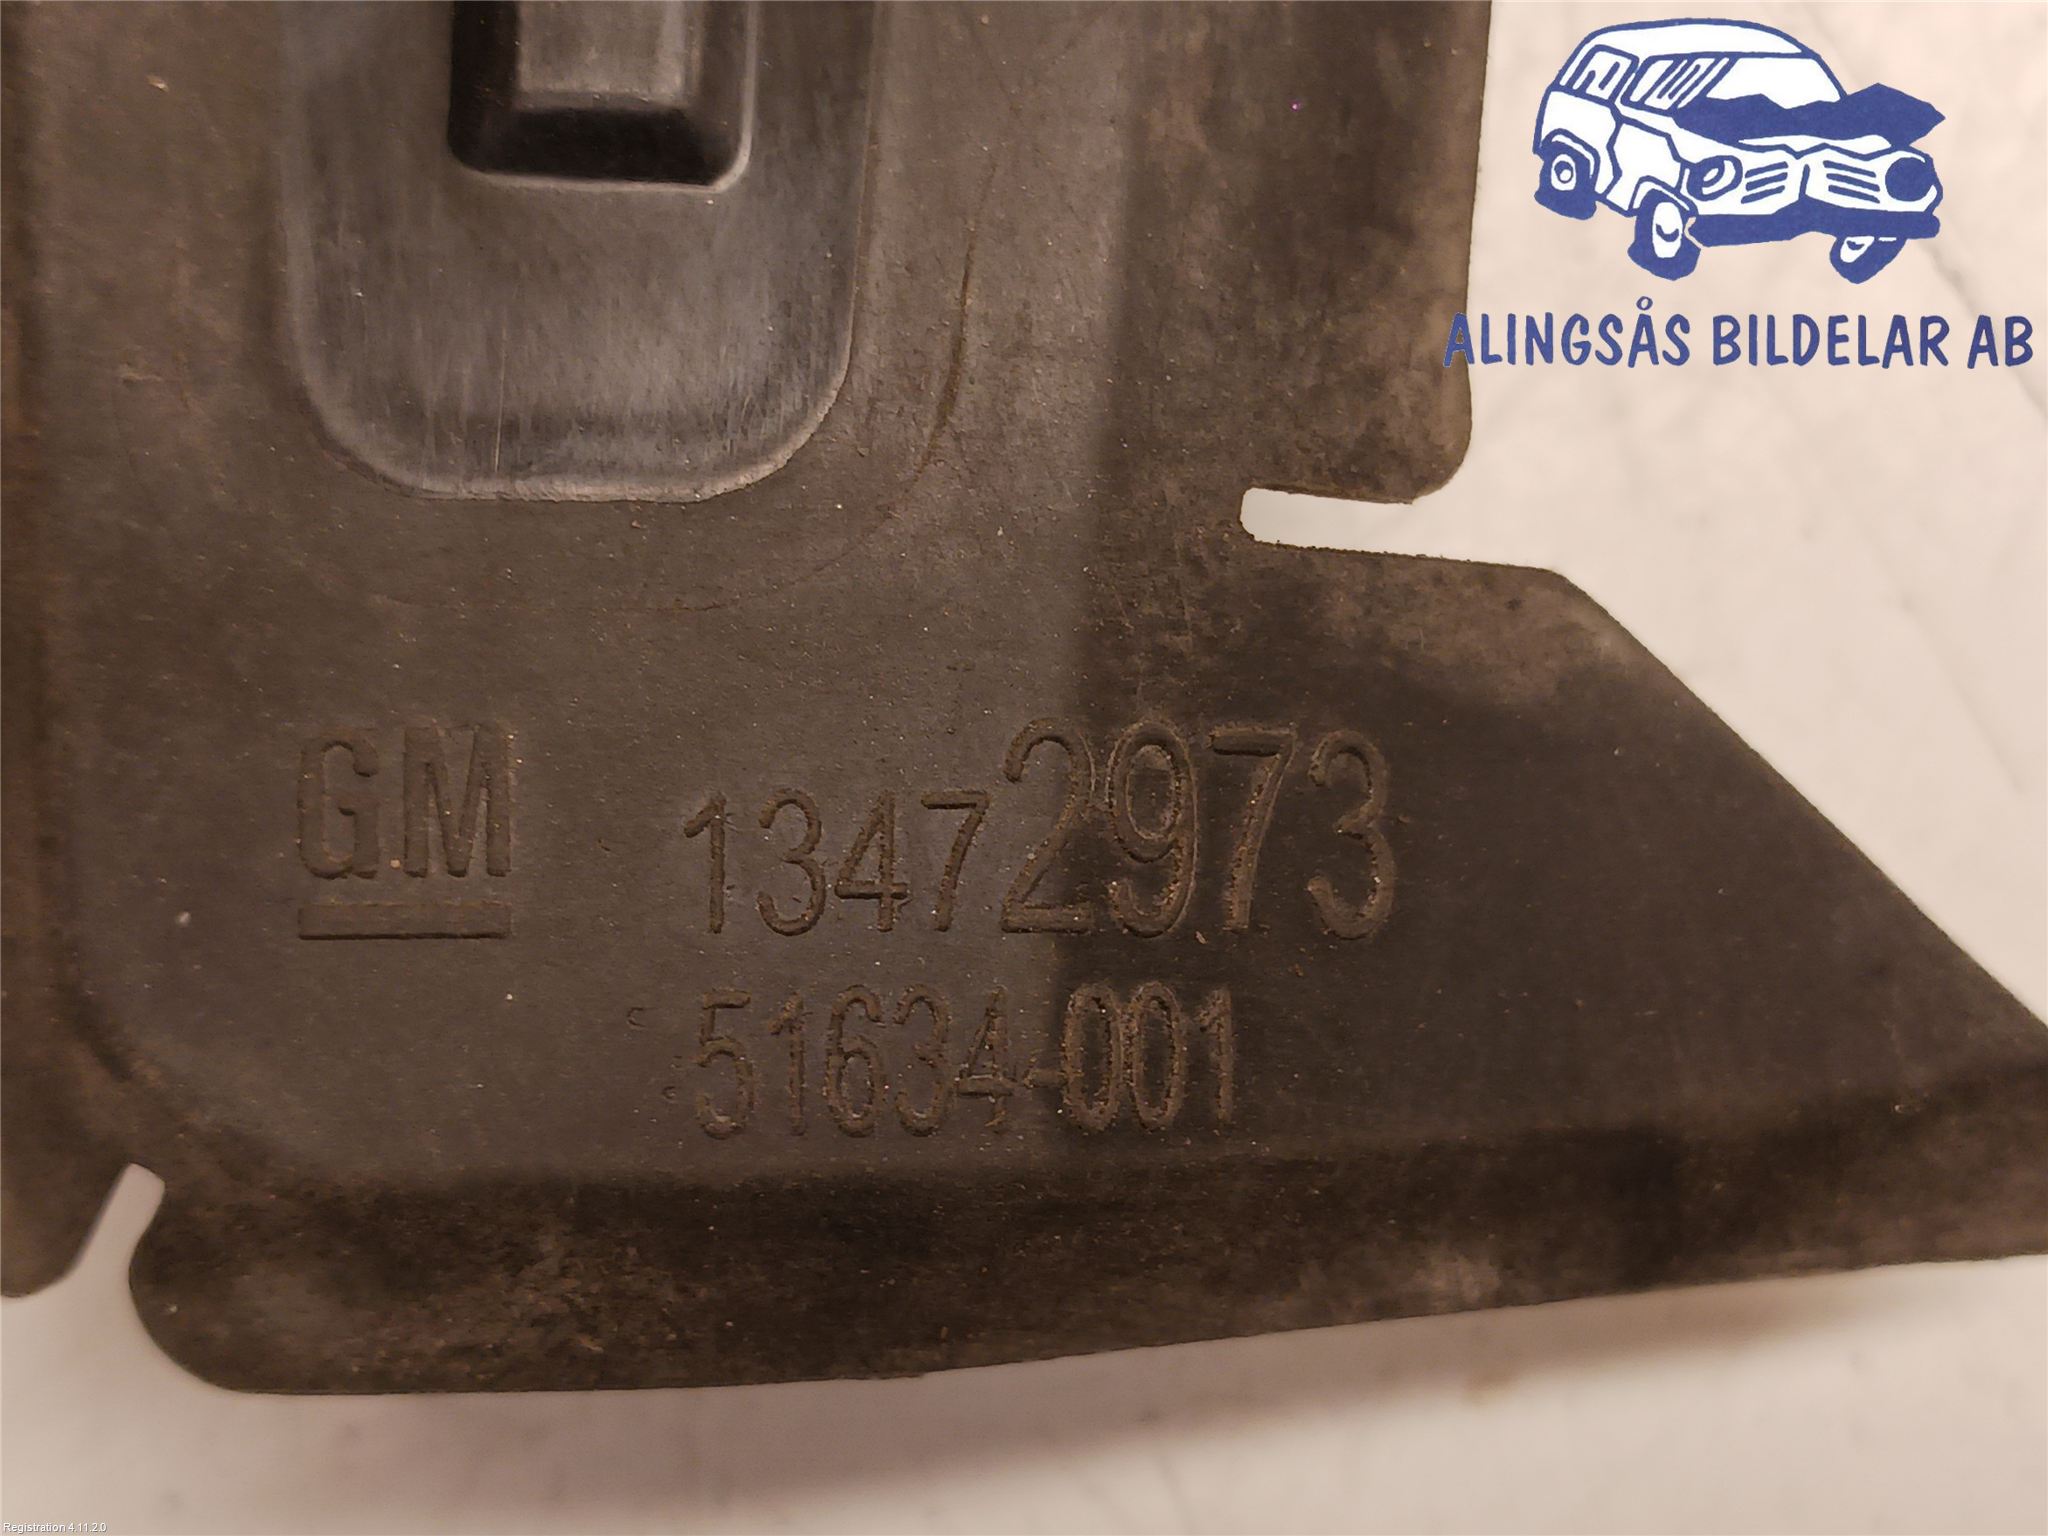 ALINGSÅS BILDELAR AB
GM 13472973
51634-001
Registration 4.11.2.0